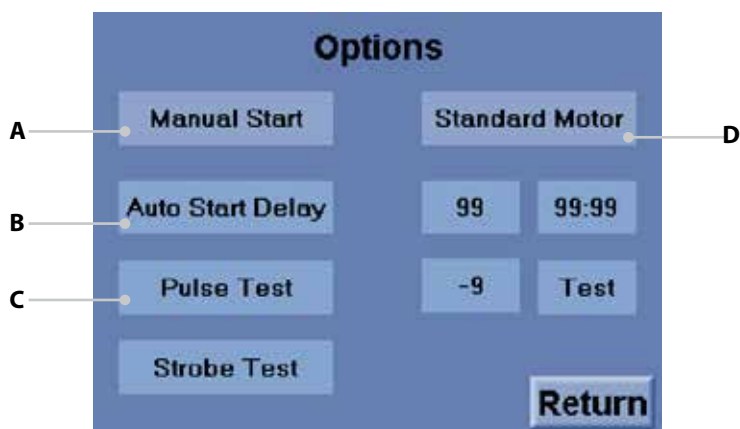 Options
A Manual Start Standard Motor D
B Auto Start Delay 99 99:99
C Pulse Test -9 Test
Strobe Test
Return